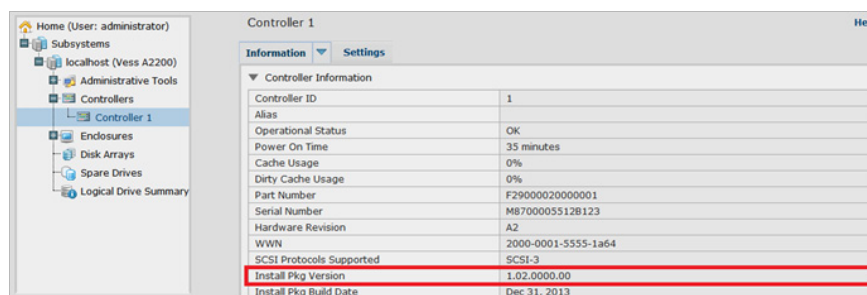 Home (User: administrator)
Subsystems
localhost (Vess A2200)
Administrative Tools
Controllers
Controller 1
Enclosures
Disk Arrays
Spare Drives
Logical Drive Summary
Controller 1
He
Information Settings
Controller Information
Controller ID 1
Alias
Operational Status OK
Power On Time 35 minutes
Cache Usage 0%
Dirty Cache Usage 0%
Part Number F29000020000001
Serial Number M8700005512B123
Hardware Revision A2
WWN 2000-0001-5555-1a64
SCSI Protocols Supported SCSI-3
Install Pkg Version 1.02.0000.00
Install Pkg Build Date Dec 31, 2013